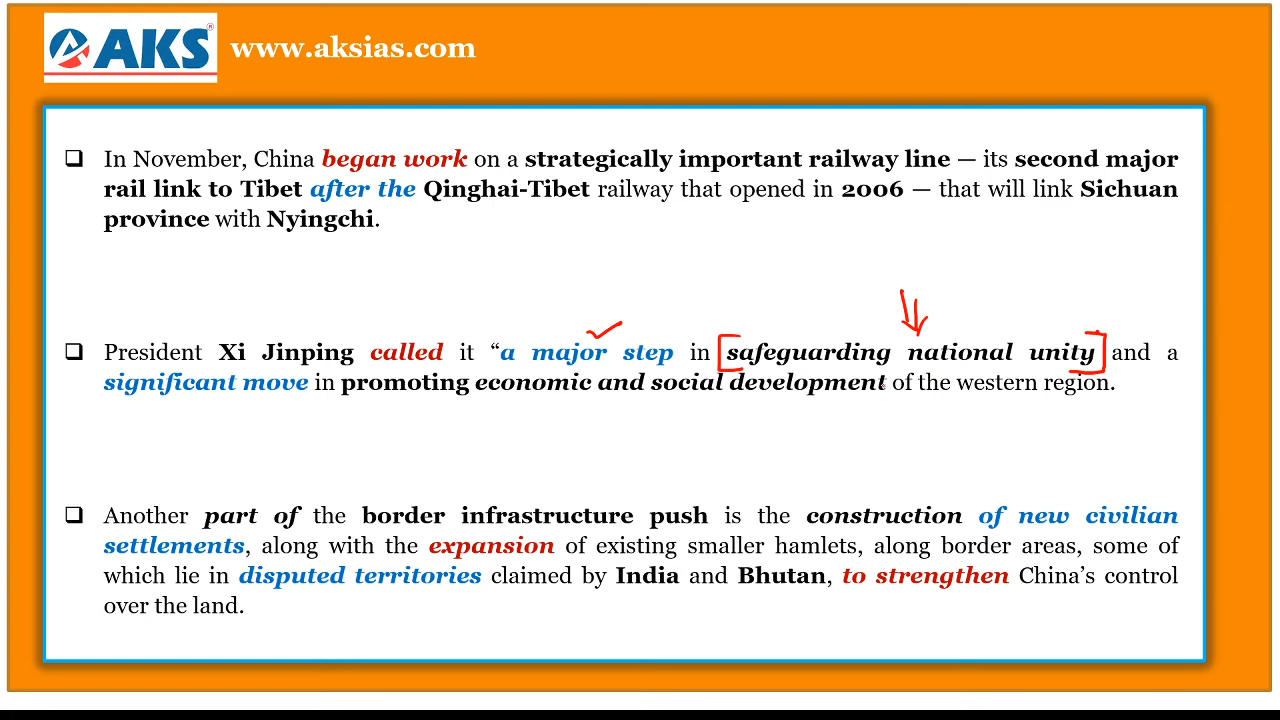 AKS® www.aksias.com
❑ In November, China began work on a strategically important railway line — its second major
rail link to Tibet after the Qinghai-Tibet railway that opened in 2006 — that will link Sichuan
province with Nyingchi.
❑ President Xi Jinping called it “a major step in safeguarding national unity and a
significant move in promoting economic and social development of the western region.
❑ Another part of the border infrastructure push is the construction of new civilian
settlements, along with the expansion of existing smaller hamlets, along border areas, some of
which lie in disputed territories claimed by India and Bhutan, to strengthen China’s control
over the land.